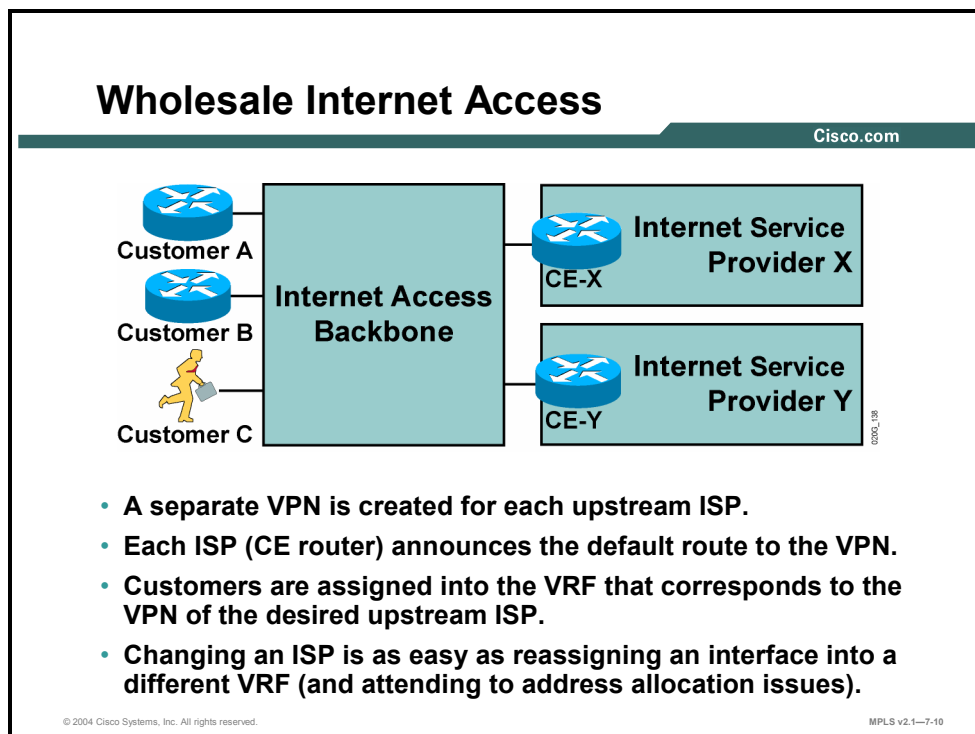 Wholesale Internet Access
Cisco.com
Customer A
Customer B
Customer C
Internet Access
Backbone
CE-X
Internet Service
Provider X
CE-Y
Internet Service
Provider Y
020G_138
• A separate VPN is created for each upstream ISP.
• Each ISP (CE router) announces the default route to the VPN.
• Customers are assigned into the VRF that corresponds to the
VPN of the desired upstream ISP.
• Changing an ISP is as easy as reassigning an interface into a
different VRF (and attending to address allocation issues).
© 2004 Cisco Systems, Inc. All rights reserved.
MPLS v2.1—7-10